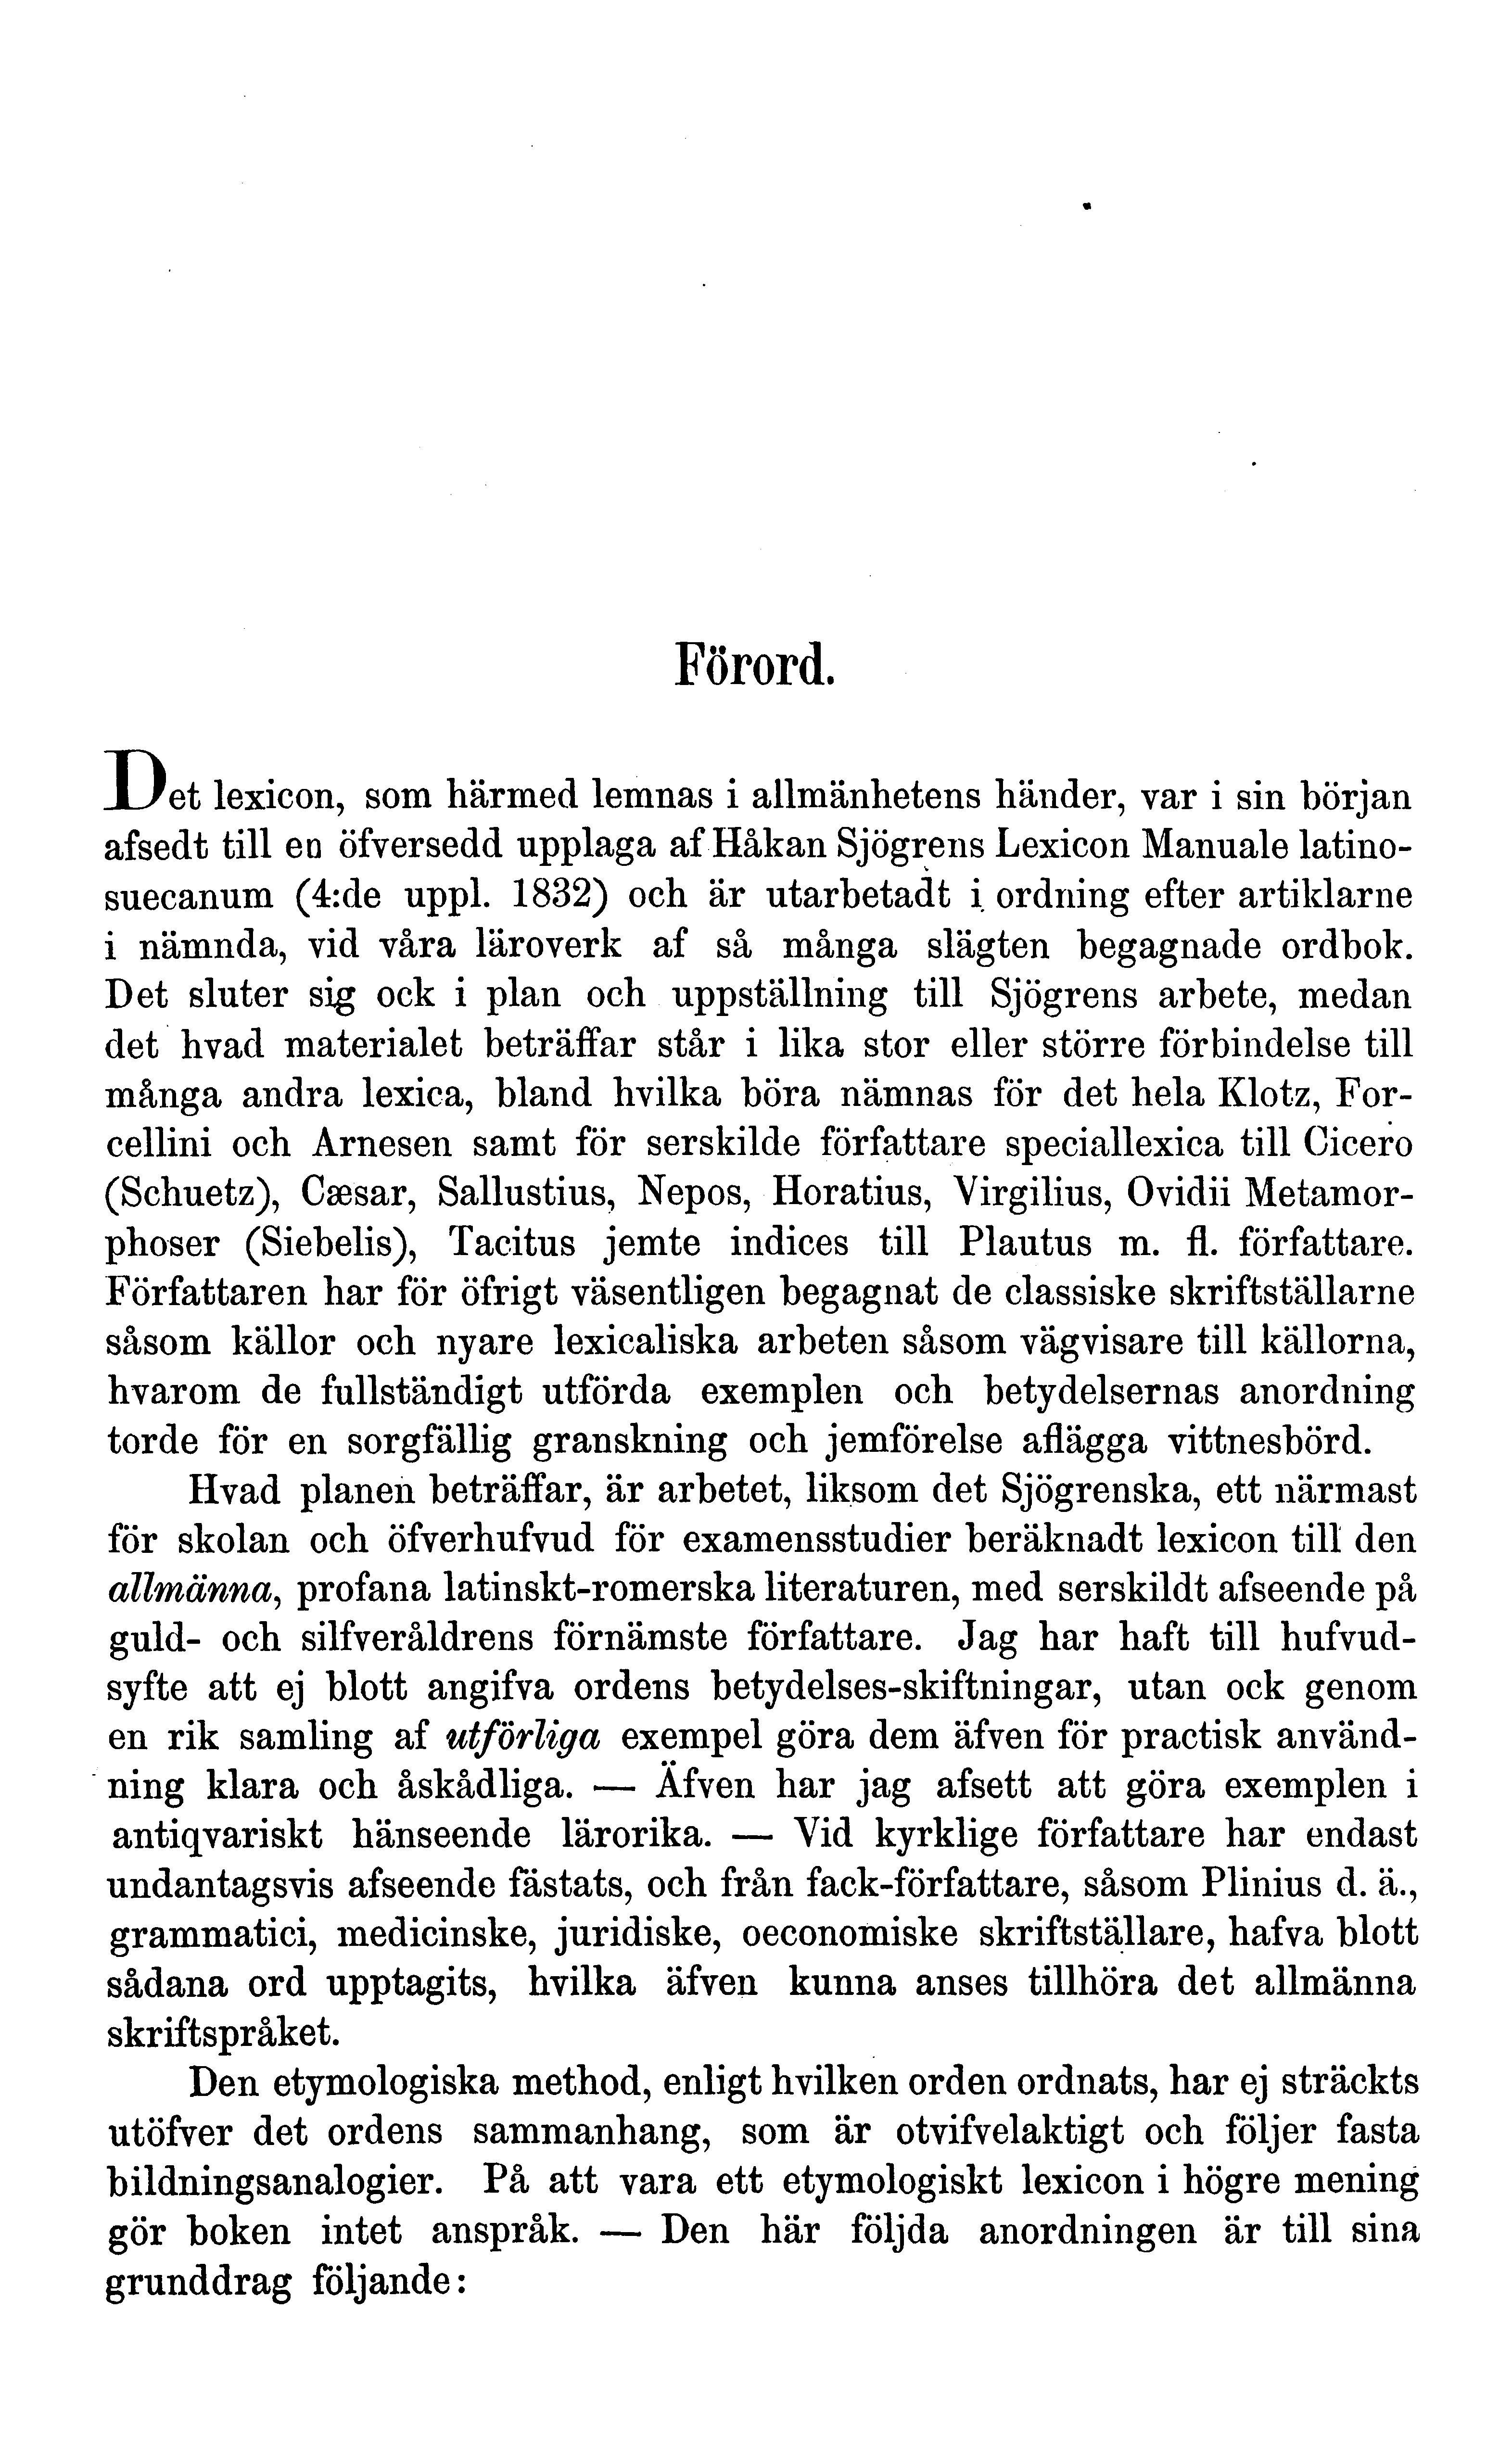 Förord.
Det lexicon, som härmed lemnas i allmänhetens händer, var i sin början
afsedt till en öfversedd upplaga af Håkan Sjögrens Lexicon Manuale latino-
suecanum (4:de uppl. 1832) och är utarbetadt i ordning efter artiklarne
i nämnda, vid våra läroverk af så många slägten begagnade ordbok.
Det sluter sig ock i plan och uppställning till Sjögrens arbete, medan
det hvad materialet beträffar står i lika stor eller större förbindelse till
många andra lexica, bland hvilka böra nämnas för det hela Klotz, For-
cellini och Arnesen samt för serskilde författare speciallexica till Cicero
(Schuetz), Cæsar, Sallustius, Nepos, Horatius, Virgilius, Ovidii Metamor-
phoser (Siebelis), Tacitus jemte indices till Plautus m. fl. författare.
Författaren har för öfrigt väsentligen begagnat de classiske skriftställarne
såsom källor och nyare lexicaliska arbeten såsom vägvisare till källorna,
hvarom de fullständigt utförda exemplen och betydelsernas anordning
torde för en sorgfällig granskning och jemförelse aflägga vittnesbörd.
Hvad planen beträffar, är arbetet, liksom det Sjögrenska, ett närmast
för skolan och öfverhufvud för examensstudier beräknadt lexicon till den
allmänna, profana latinskt-romerska literaturen, med serskildt afseende på
guld- och silfveråldrens förnämste författare. Jag har haft till hufvud-
syfte att ej blott angifva ordens betydelses-skiftningar, utan ock genom
en rik samling af utförliga exempel göra dem äfven för practisk använd-
ning klara och åskådliga. — Äfven har jag afsett att göra exemplen i
antiqvariskt hänseende lärorika. — Vid kyrklige författare har endast
undantagsvis afseende fästats, och från fack-författare, såsom Plinius d. ä.,
grammatici, medicinske, juridiske, oeconomiske skriftställare, hafva blott
sådana ord upptagits, hvilka äfven kunna anses tillhöra det allmänna
skriftspråket.
Den etymologiska method, enligt hvilken orden ordnats, har ej sträckts
utöfver det ordens sammanhang, som är otvifvelaktigt och följer fasta
bildningsanalogier. På att vara ett etymologiskt lexicon i högre mening
gör boken intet anspråk. — Den här följda anordningen är till sina
grunddrag följande: